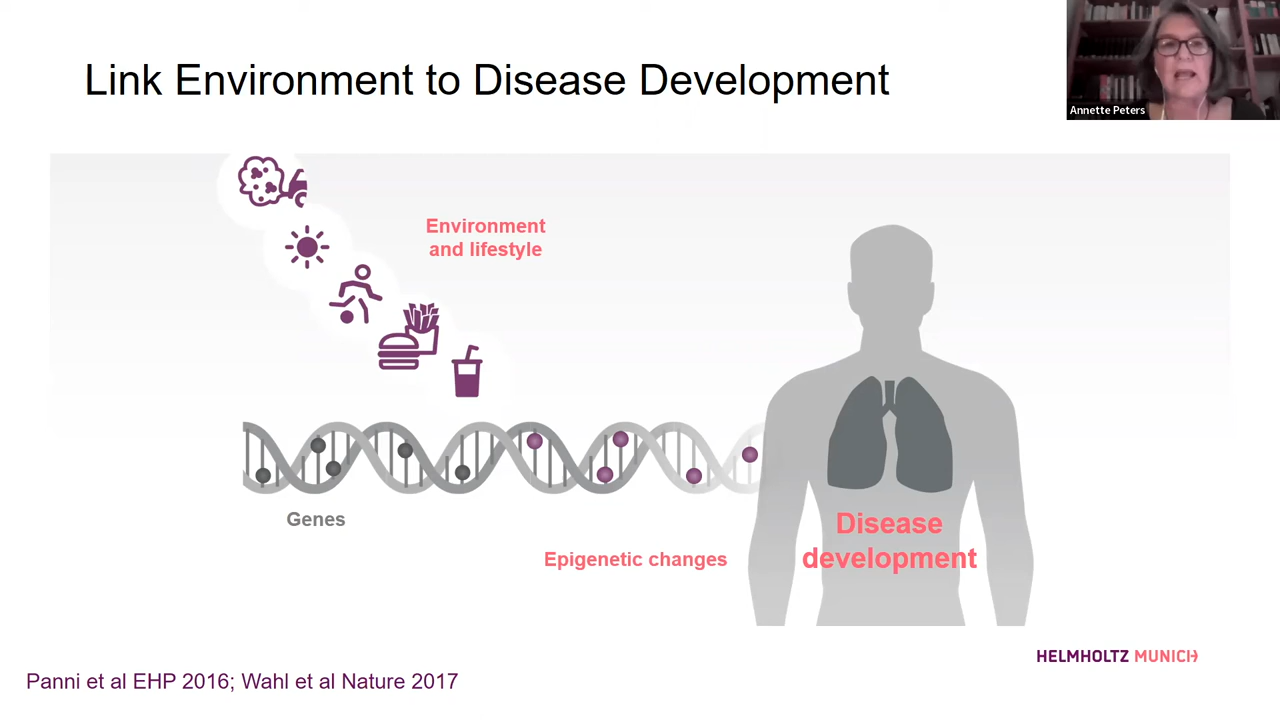 Link Environment to Disease Development
Annette Peters
Environment
and lifestyle
Genes
Epigenetic changes
Disease
development
HELMHOLTZ MUNICH
Panni et al EHP 2016; Wahl et al Nature 2017